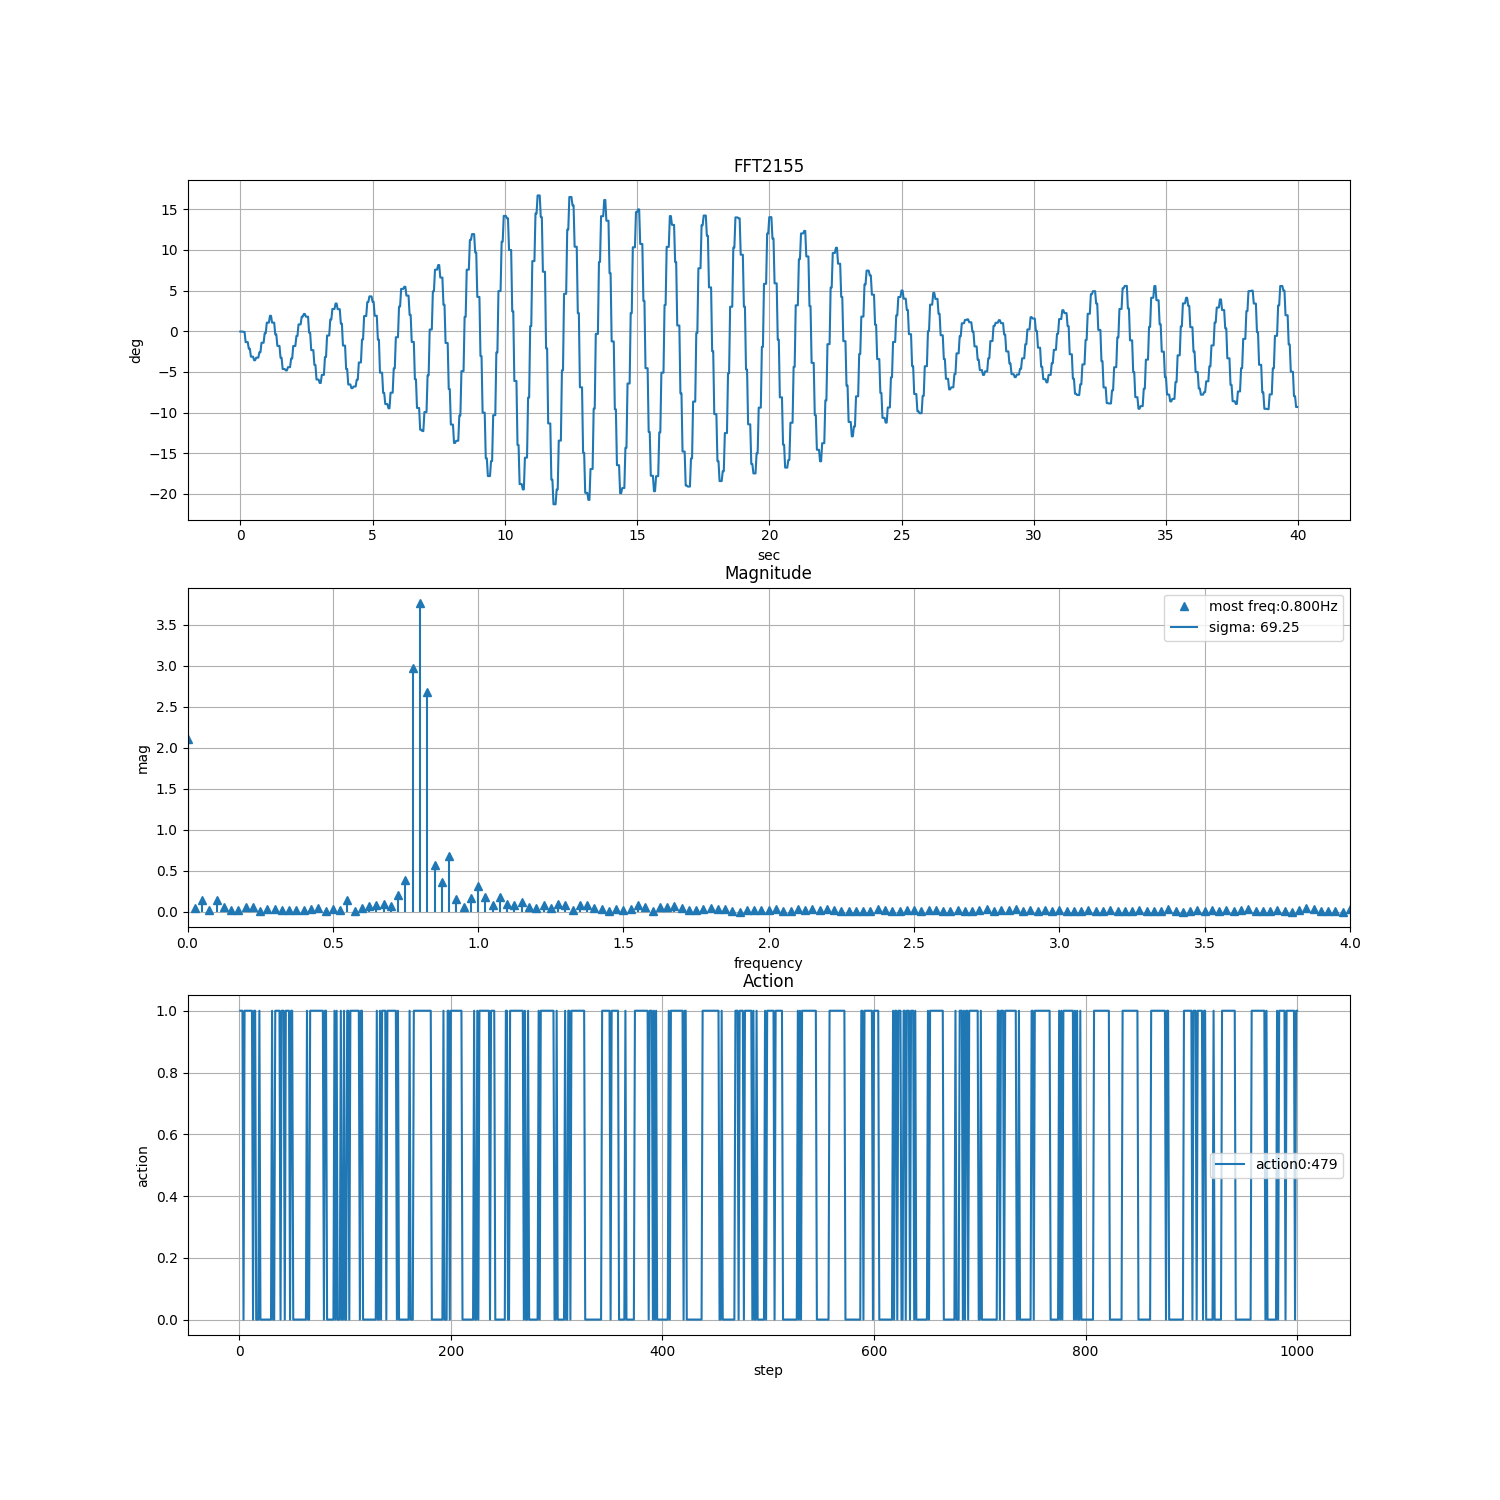 FFT2155
15
10
5
0
−5
−10
−15
−20
deg
0 5 10 15 20 25 30 35 40
sec
Magnitude
3.5
3.0
2.5
2.0
1.5
1.0
0.5
0.0
mag
most freq:0.800Hz
sigma: 69.25
0.0 0.5 1.0 1.5 2.0 2.5 3.0 3.5 4.0
frequency
Action
1.0
0.8
0.6
0.4
0.2
0.0
action
action0:479
0 200 400 600 800 1000
step